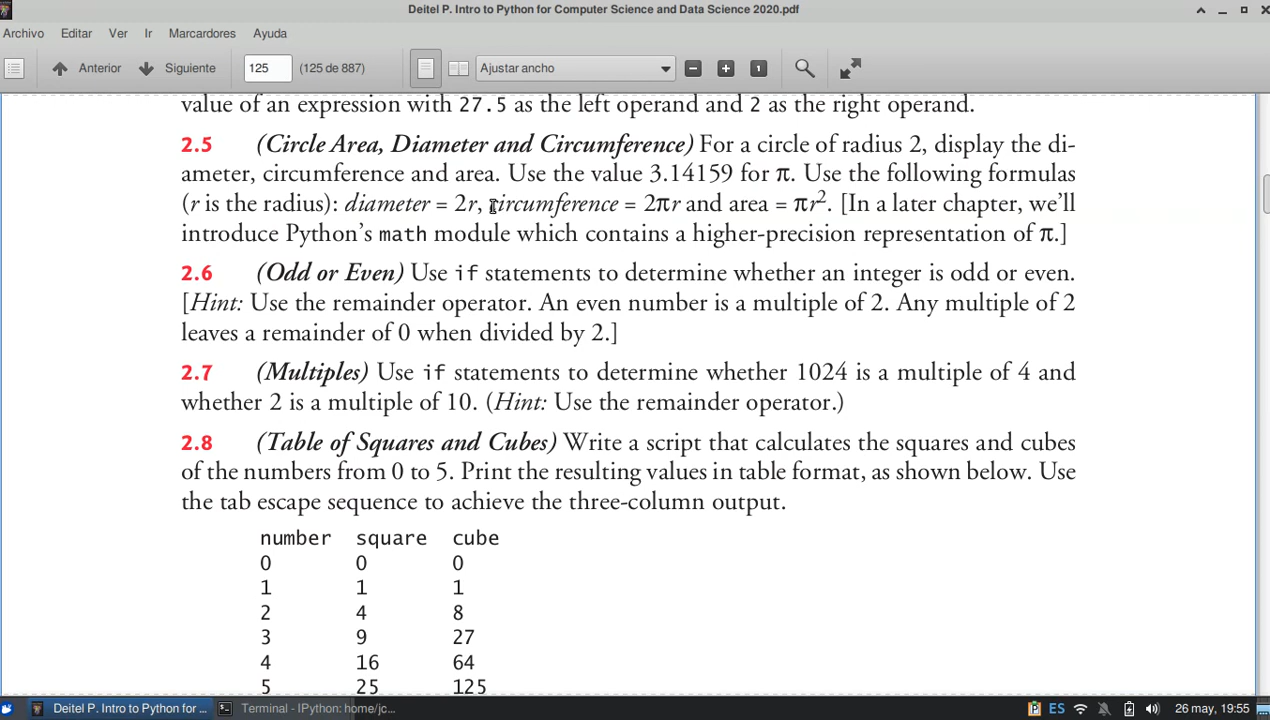 Deitel P. Intro to Python for Computer Science and Data Science 2020.pdf
Archivo Editar Ver Ir Marcadores Ayuda
Anterior Siguiente 125 (125 de 887) Ajustar ancho
value of an expression with 27.5 as the left operand and 2 as the right operand.
2.5 (Circle Area, Diameter and Circumference) For a circle of radius 2, display the di-
ameter, circumference and area. Use the value 3.14159 for π. Use the following formulas
(r is the radius): diameter = 2r, circumference = 2πr and area = πr². [In a later chapter, we’ll
introduce Python’s math module which contains a higher-precision representation of π.]
2.6 (Odd or Even) Use if statements to determine whether an integer is odd or even.
[Hint: Use the remainder operator. An even number is a multiple of 2. Any multiple of 2
leaves a remainder of 0 when divided by 2.]
2.7 (Multiples) Use if statements to determine whether 1024 is a multiple of 4 and
whether 2 is a multiple of 10. (Hint: Use the remainder operator.)
2.8 (Table of Squares and Cubes) Write a script that calculates the squares and cubes
of the numbers from 0 to 5. Print the resulting values in table format, as shown below. Use
the tab escape sequence to achieve the three-column output.
number square cube
0 0 0
1 1 1
2 4 8
3 9 27
4 16 64
5 25 125
Deitel P. Intro to Python for ... Terminal - IPython: home/jc... ES 26 may, 19:55